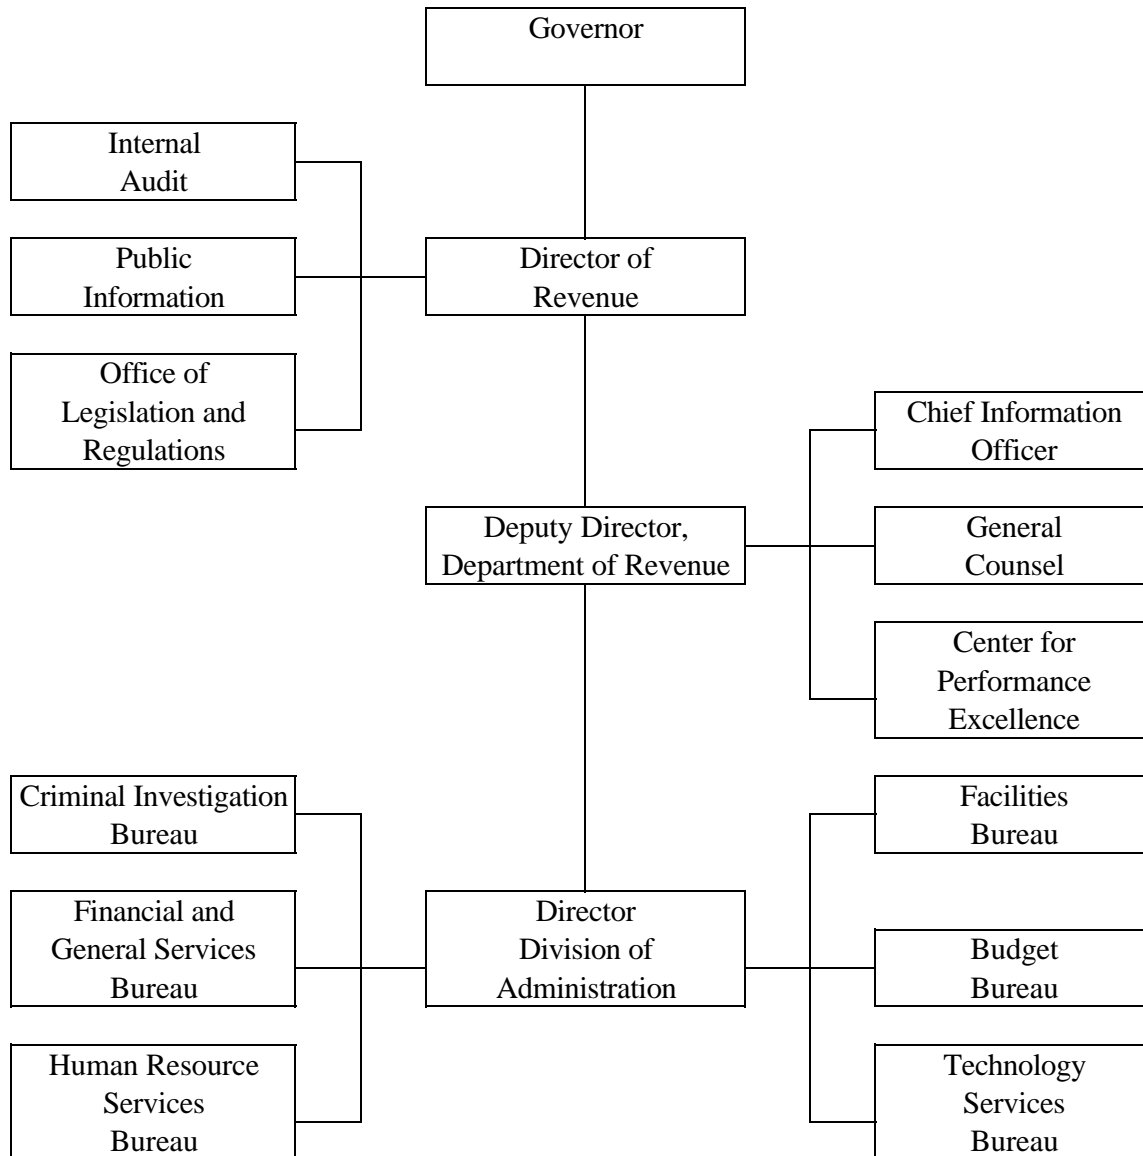 Governor
Internal
Audit
Public
Information
Director of
Revenue
Office of
Legislation and
Regulations
Chief Information
Officer
Deputy Director,
Department of Revenue
General
Counsel
Center for
Performance
Excellence
Criminal Investigation
Bureau
Facilities
Bureau
Financial and
General Services
Bureau
Director
Division of
Administration
Budget
Bureau
Human Resource
Services
Bureau
Technology
Services
Bureau